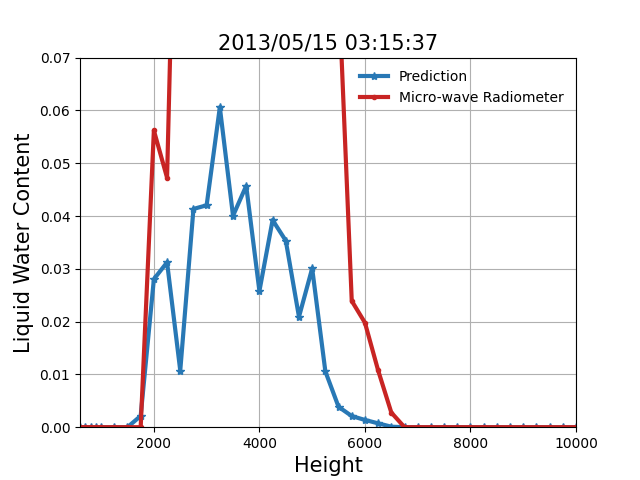 2013/05/15 03:15:37
Prediction
Micro-wave Radiometer
Liquid Water Content
0.07
0.06
0.05
0.04
0.03
0.02
0.01
0.00
2000 4000 6000 8000 10000
Height